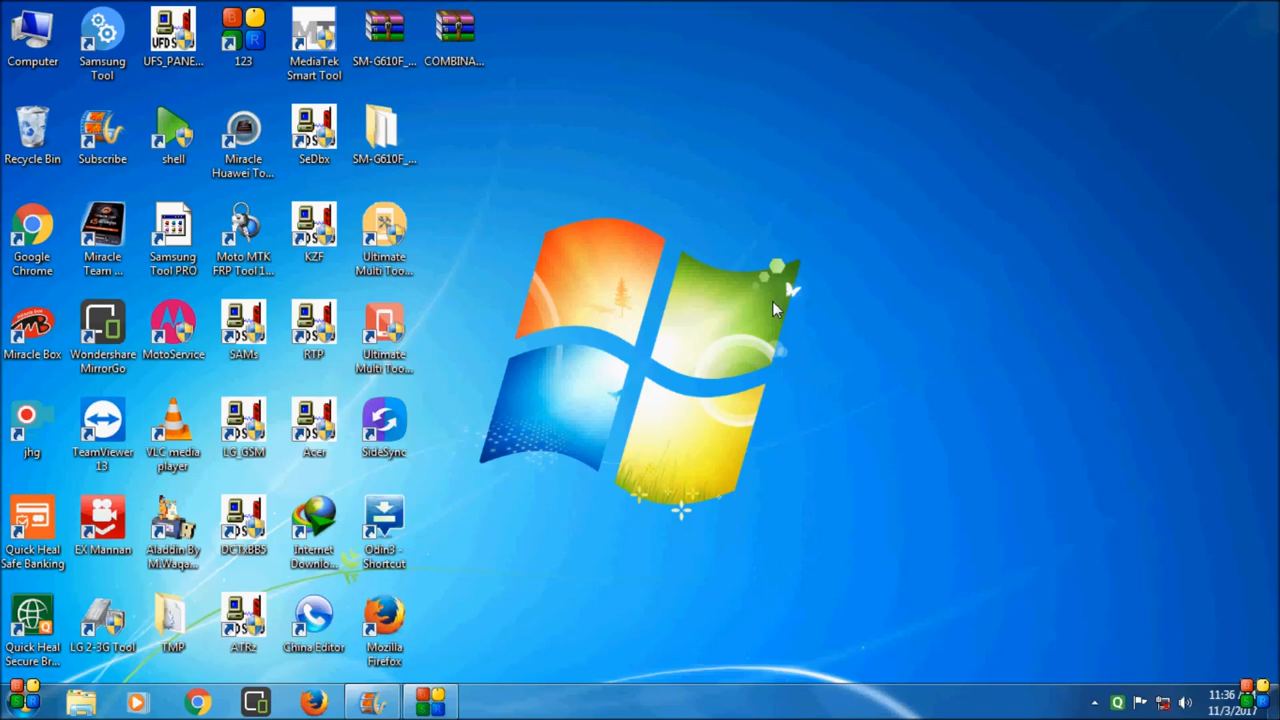 Computer
Samsung
Tool
UFS_PANE...
123
MediaTek
Smart Tool
SM-G610F_...
COMBINA...
Recycle Bin
Subscribe
shell
Miracle
Huawei To...
SeDbx
SM-G610F_...
Google
Chrome
Miracle
Team ...
Samsung
Tool PRO
Moto MTK
FRP Tool 1...
KZF
Ultimate
Multi Too...
Miracle Box
Wondershare
MirrorGo
MotoService
SAMs
RTP
Ultimate
Multi Too...
jhg
TeamViewer
13
VLC media
player
LG_GSM
Acer
SideSync
Quick Heal
Safe Banking
EX Mannan
Aladdin By
M.Waqa...
DCTxBB5
Internet
Downlo...
Odin3 -
Shortcut
Quick Heal
Secure Br...
LG 2-3G Tool
TMP
ATRz
China Editor
Mozilla
Firefox
11:36
11/3/2017